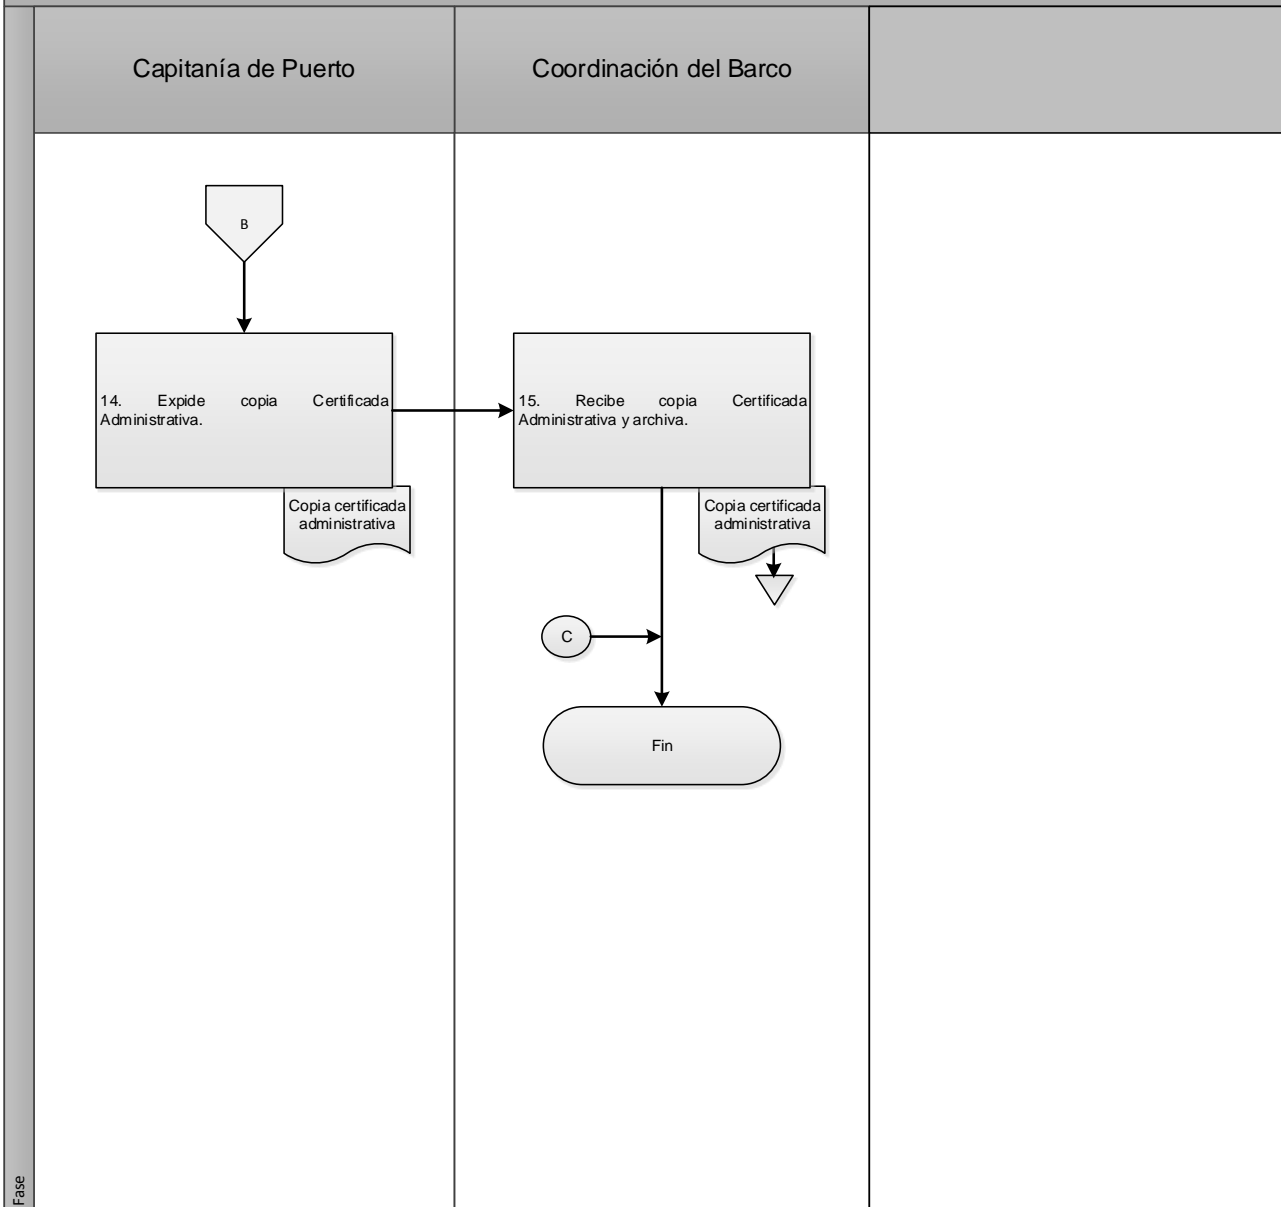 Capitanía de Puerto
Coordinación del Barco
B
14. Expide copia Certificada
Administrativa.
Copia certificada
administrativa
15. Recibe copia Certificada
Administrativa y archiva.
Copia certificada
administrativa
C
Fin
Fase